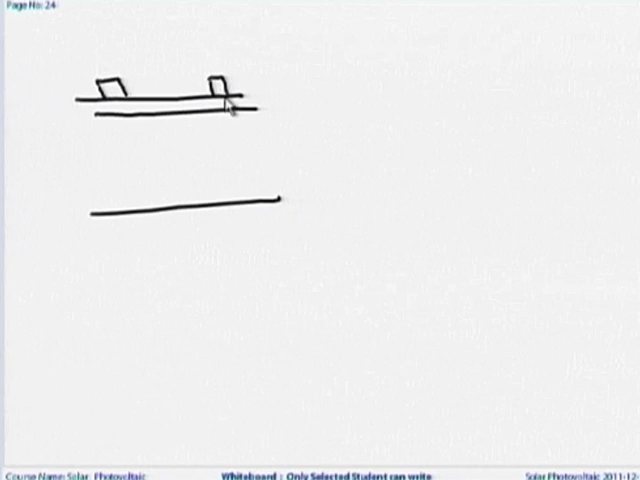 Page No: 24
Course Name: Solar Photovoltaic
Whiteboard : Only Selected Student can write
Solar Photovoltaic 2011-12-